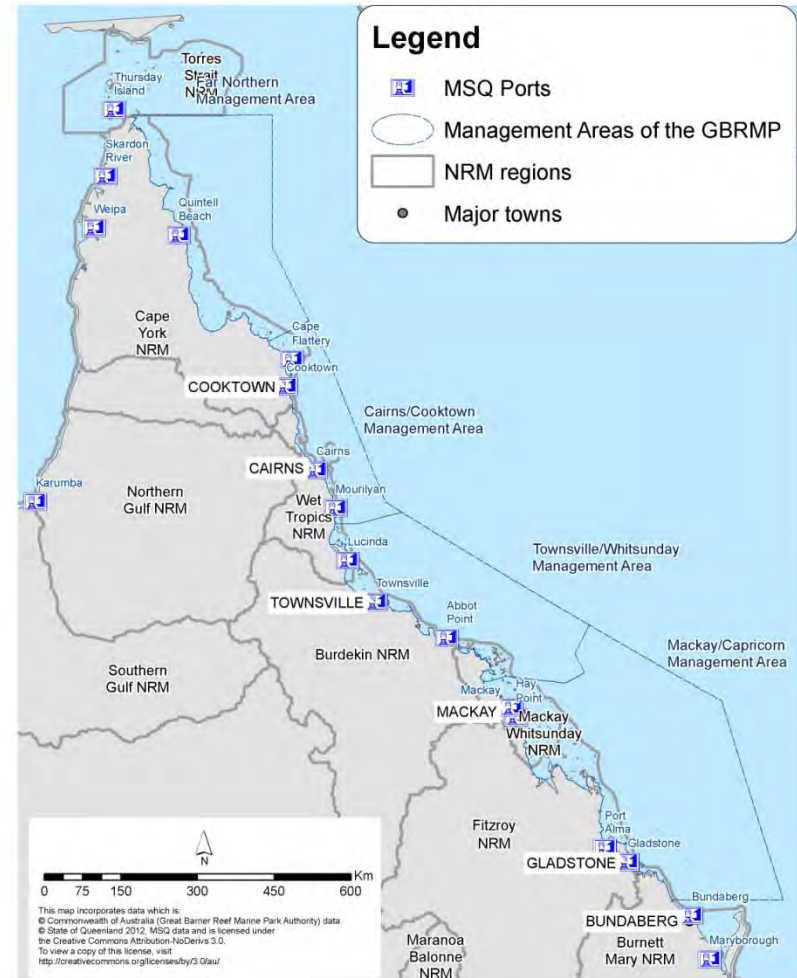 Legend
MSQ Ports
Management Areas of the GBRMP
NRM regions
Major towns
Torres
Strait
NRM
Far Northern
Management Area
Thursday
Island
Skardon
River
Weipa
Quintell
Beach
Cape
York
NRM
Cape
Flattery
Cooktown
COOKTOWN
Cairns/Cooktown
Management Area
Cairns
CAIRNS
Karumba
Northern
Gulf NRM
Mourilyan
Wet
Tropics
NRM
Lucinda
Townsville/Whitsunday
Management Area
Townsville
TOWNSVILLE
Abbot
Point
Burdekin NRM
Mackay/Capricorn
Management Area
Southern
Gulf NRM
Mackay
Hay
Point
MACKAY
Mackay
Whitsunday
NRM
Fitzroy
NRM
Port
Alma
Gladstone
GLADSTONE
Bundaberg
BUNDABERG
Burnett
Mary NRM
Maryborough
Maranoa
Balonne
NRM
N
Km
0 75 150 300 450 600
This map incorporates data which is:
© Commonwealth of Australia (Great Barrier Reef Marine Park Authority) data.
© State of Queenland 2012, MSQ data and is licensed under
the Creative Commons Attribution-NoDerivs 3.0.
To view a copy of this license, visit
http://creativecommons.org/licenses/by/3.0/au/